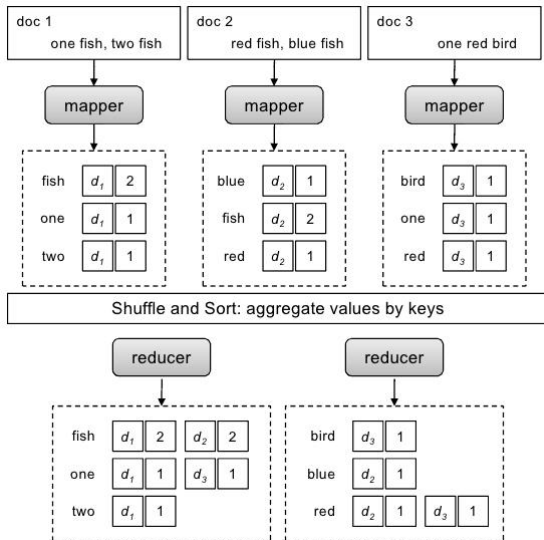 doc 1
one fish, two fish
doc 2
red fish, blue fish
doc 3
one red bird
mapper
mapper
mapper
fish d1 2
one d1 1
two d1 1
blue d2 1
fish d2 2
red d2 1
bird d3 1
one d3 1
red d3 1
Shuffle and Sort: aggregate values by keys
reducer
reducer
fish d1 2 d2 2
one d1 1 d3 1
two d1 1
bird d3 1
blue d2 1
red d2 1 d3 1